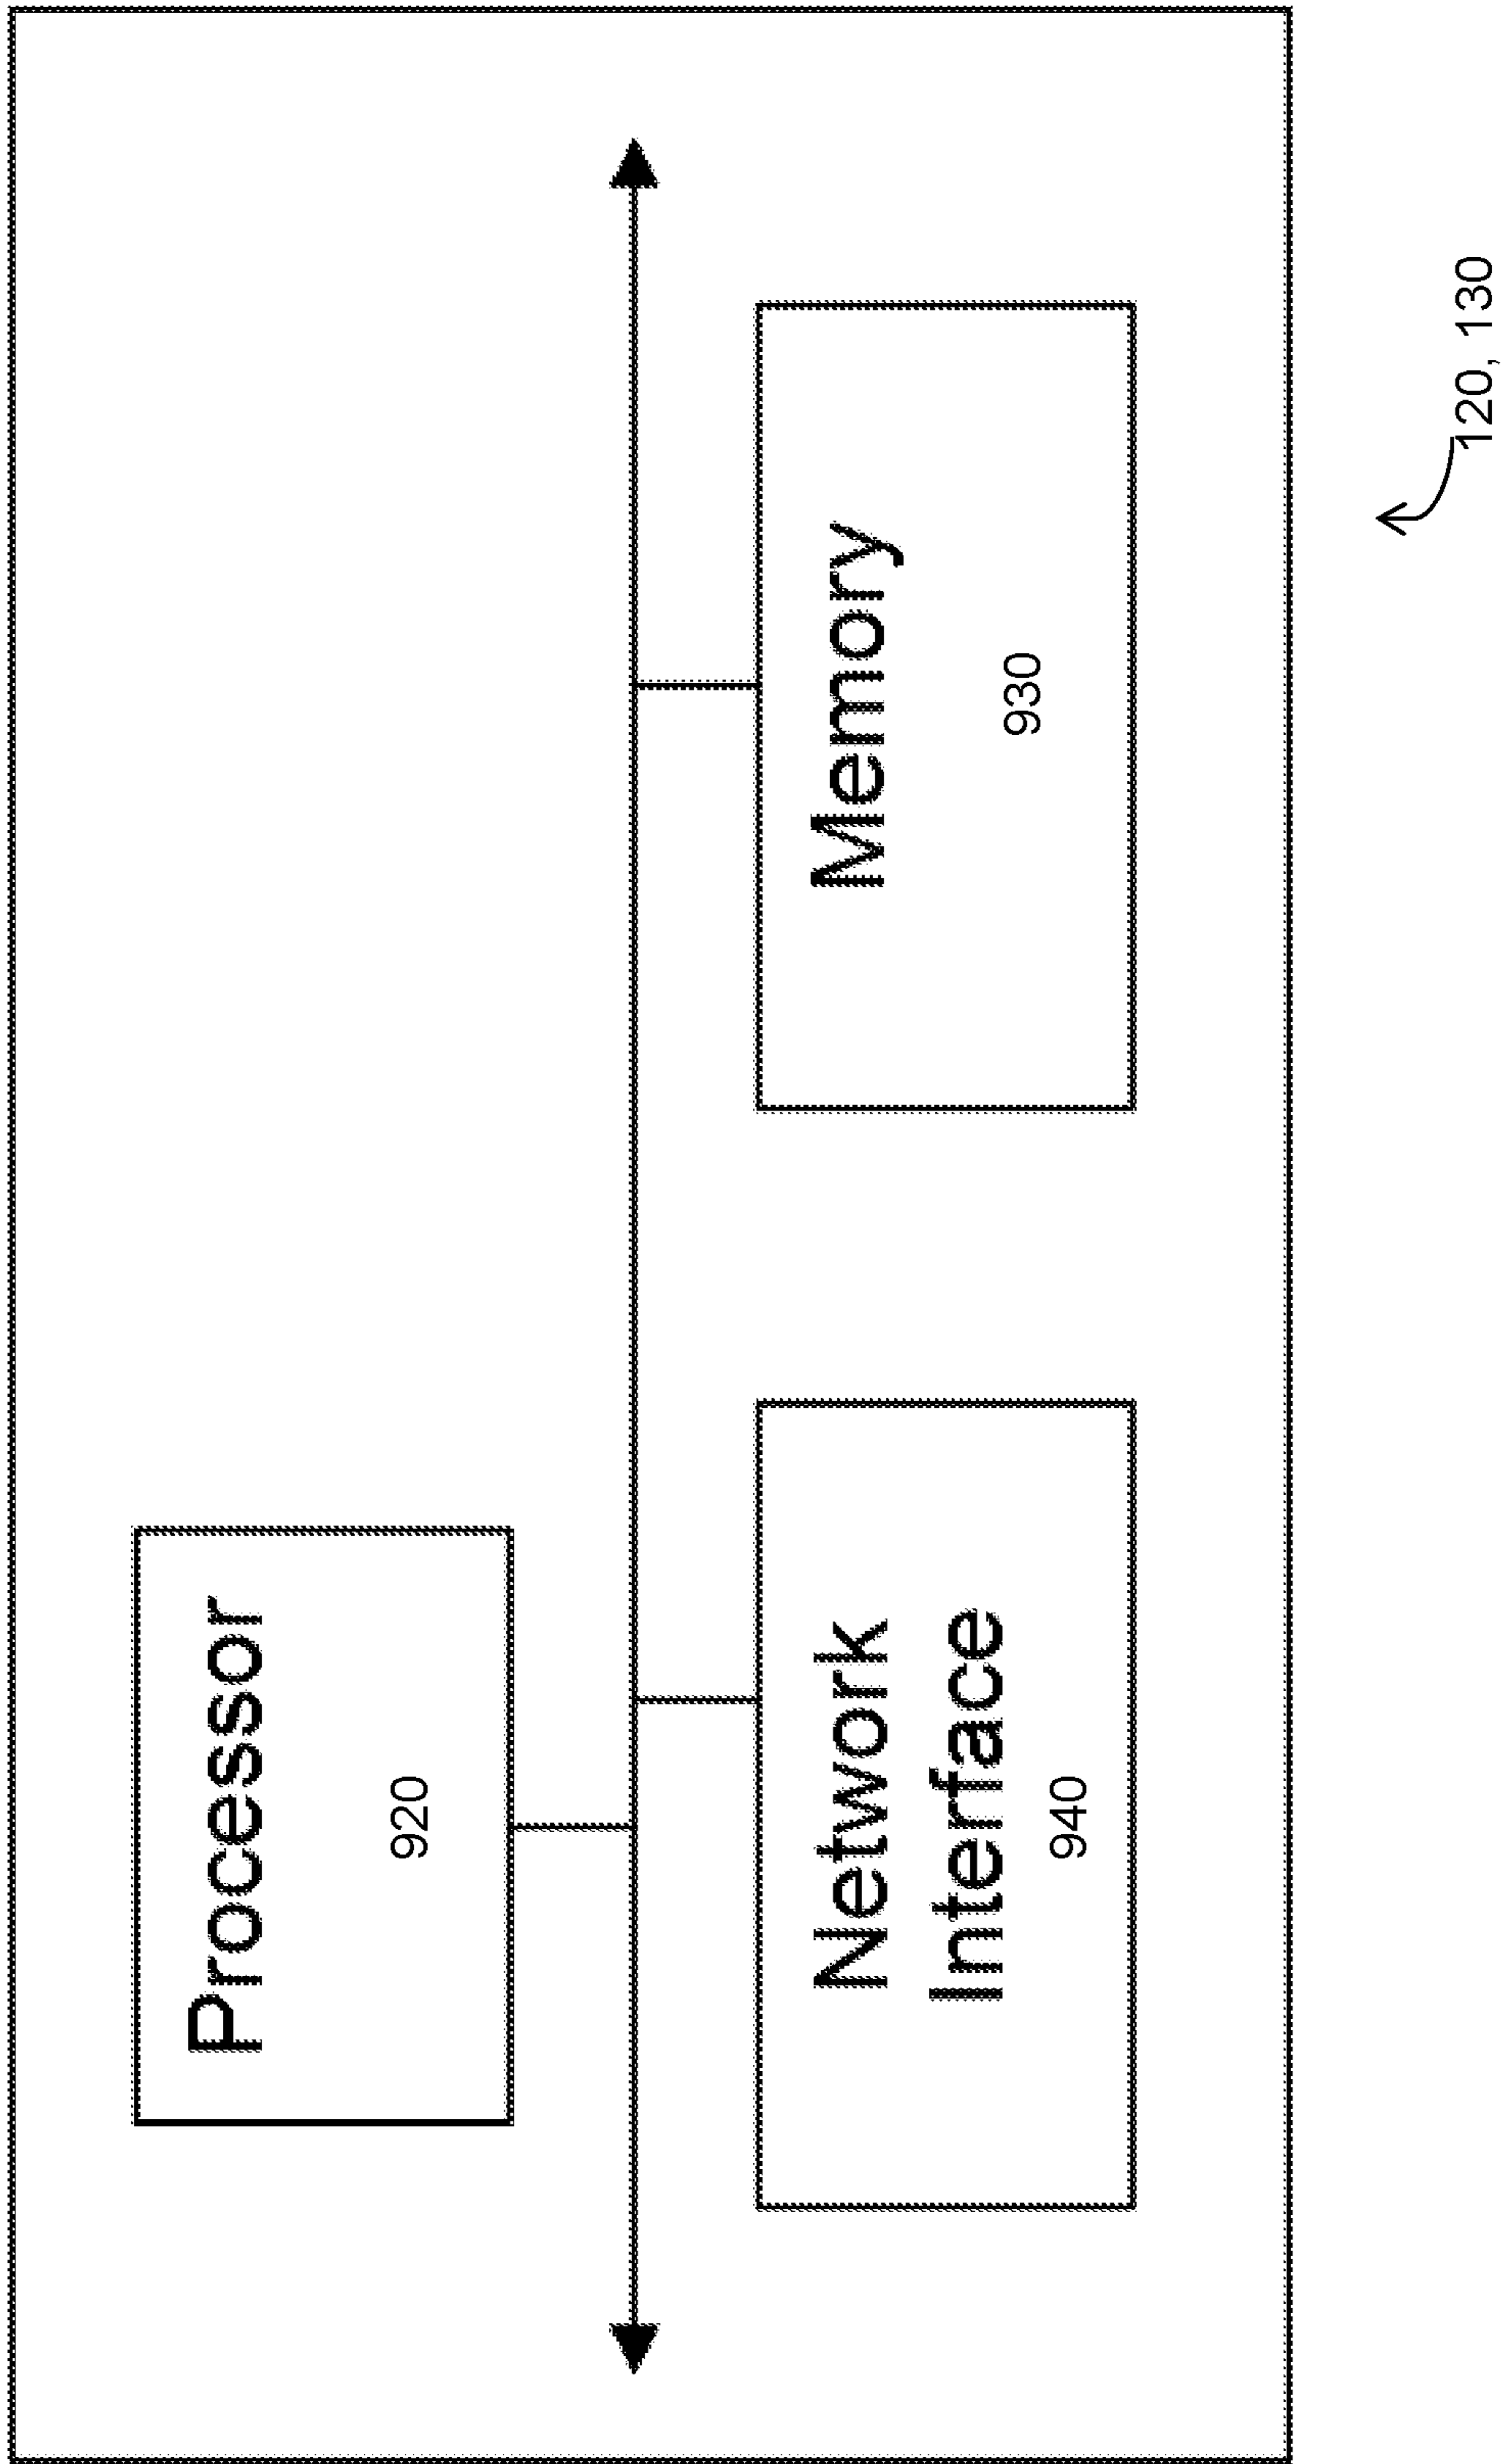 Processor
920
Network
Interface
940
Memory
930
120, 130